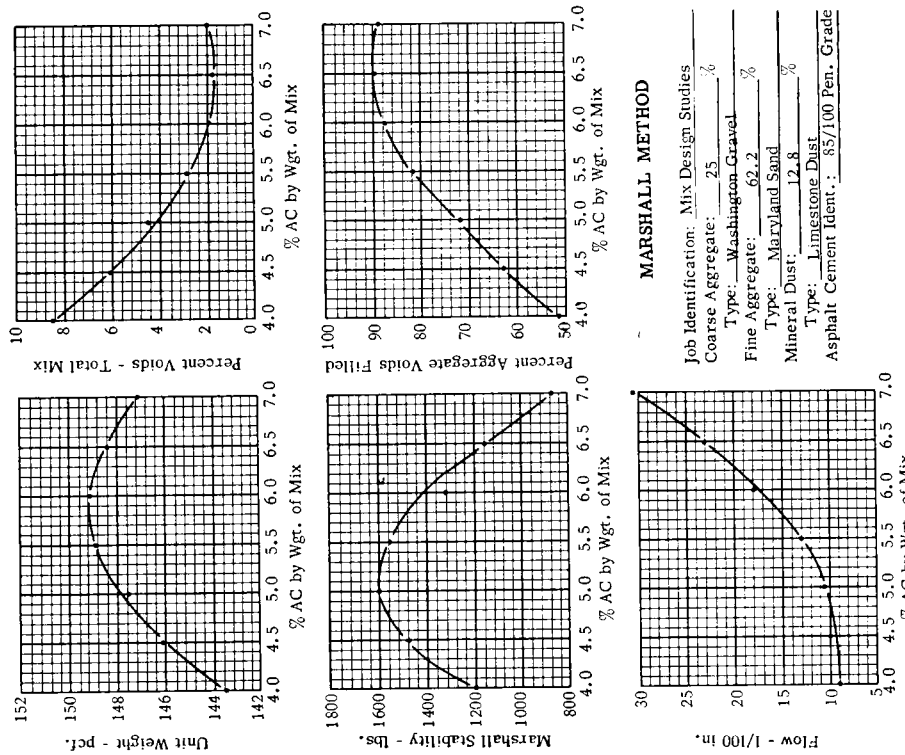 152
150
148
146
144
142
Unit Weight - pcf.
4.0 4.5 5.0 5.5 6.0 6.5 7.0
% AC by Wgt. of Mix
10
8
6
4
2
0
Percent Voids - Total Mix
4.0 4.5 5.0 5.5 6.0 6.5 7.0
% AC by Wgt. of Mix
1800
1600
1400
1200
1000
800
Marshall Stability - lbs.
4.0 4.5 5.0 5.5 6.0 6.5 7.0
% AC by Wgt. of Mix
100
90
80
70
60
50
Percent Aggregate Voids Filled
4.0 4.5 5.0 5.5 6.0 6.5 7.0
% AC by Wgt. of Mix
30
25
20
15
10
5
Flow - 1/100 in.
4.0 4.5 5.0 5.5 6.0 6.5 7.0
% AC by Wgt. of Mix
MARSHALL METHOD
Job Identification: Mix Design Studies
Coarse Aggregate: 25 %
Type: Washington Gravel
Fine Aggregate: 62.2 %
Type: Maryland Sand
Mineral Dust: 12.8 %
Type: Limestone Dust
Asphalt Cement Ident.: 85/100 Pen. Grade